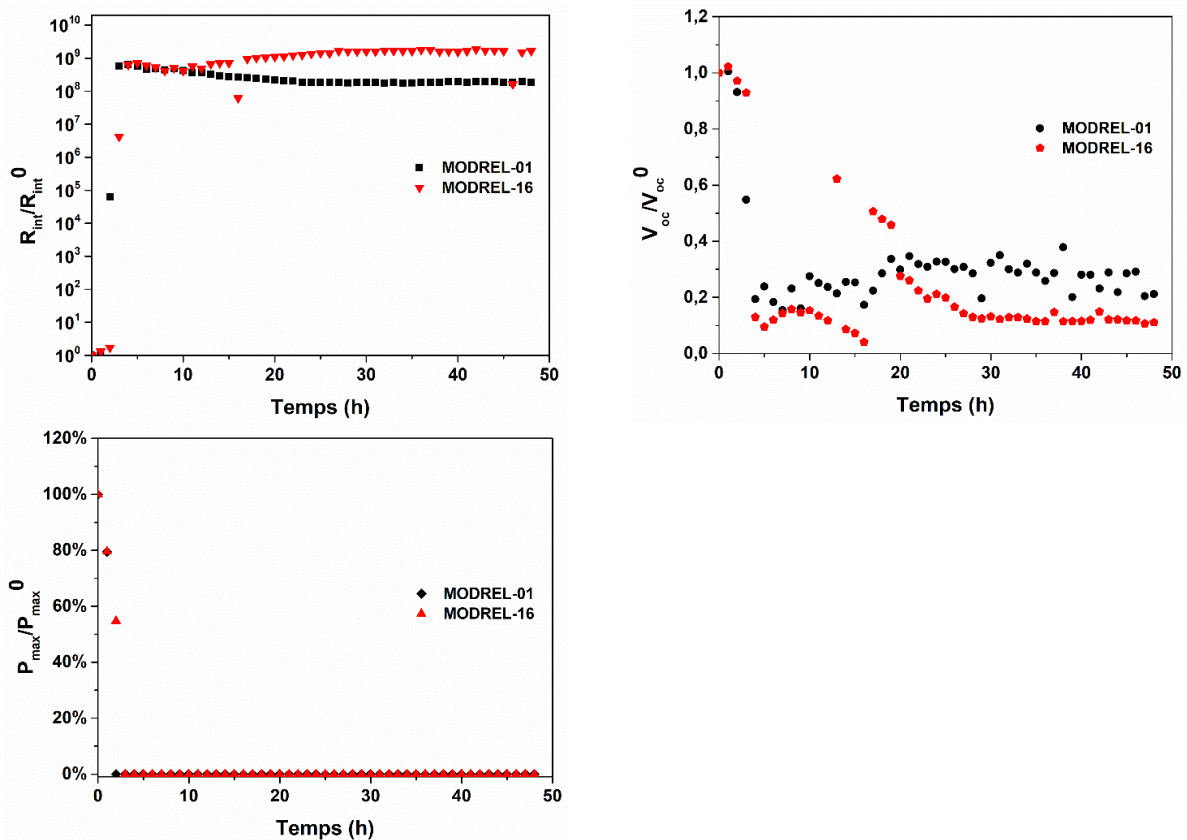 10^10
10^9
10^8
10^7
10^6
10^5
10^4
10^3
10^2
10^1
10^0
R_int/R_int^0
MODREL-01
MODREL-16
0 10 20 30 40 50
Temps (h)
1,2
1,0
0,8
0,6
0,4
0,2
0,0
V_oc/V_oc^0
MODREL-01
MODREL-16
0 10 20 30 40 50
Temps (h)
120%
100%
80%
60%
40%
20%
0%
P_max/P_max^0
MODREL-01
MODREL-16
0 10 20 30 40 50
Temps (h)